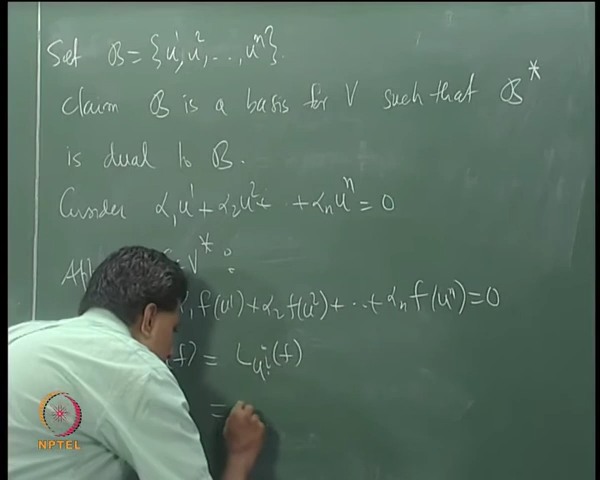 Set ℬ = {u¹, u², ..., uⁿ}.
claim ℬ is a basis for V such that ℬ*
is dual to ℬ.
Consider α₁u¹ + α₂u² + ⋅⋅ + αₙuⁿ = 0
V* :
f(u¹) + α₂ f(u²) + ⋅⋅ + αₙ f(uⁿ) = 0
(f) = L_{uⁱ}(f)
=
NPTEL